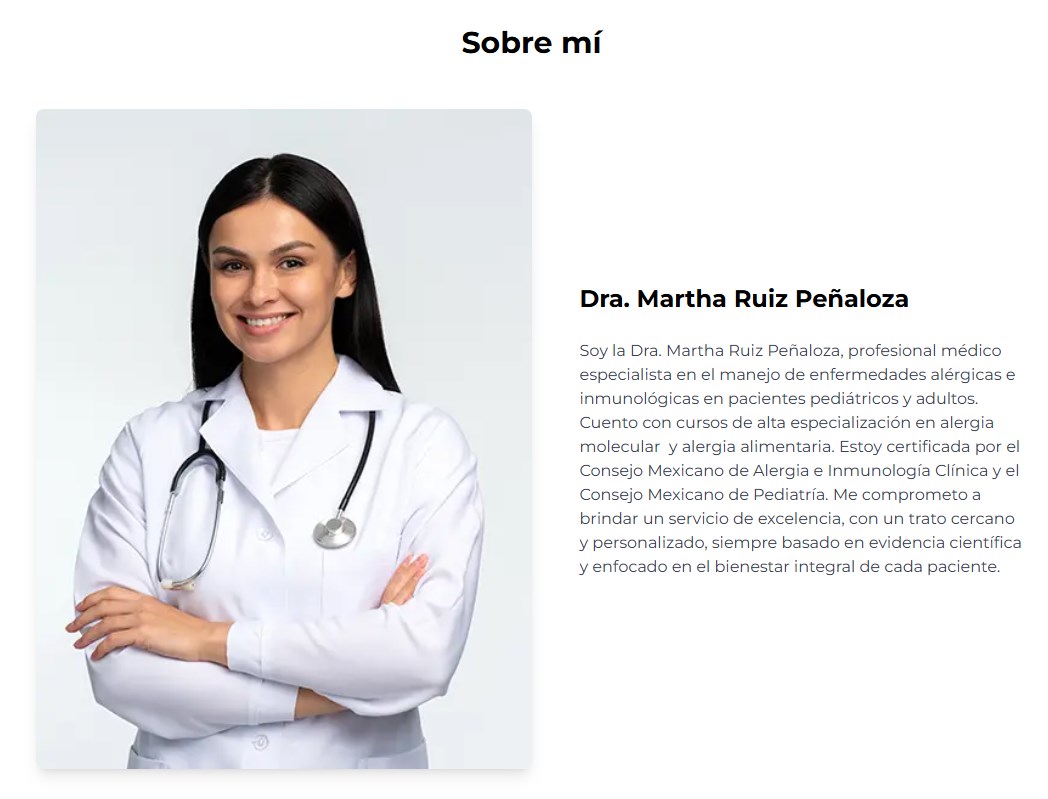 Sobre mí
Dra. Martha Ruiz Peñaloza
Soy la Dra. Martha Ruiz Peñaloza, profesional médico
especialista en el manejo de enfermedades alérgicas e
inmunológicas en pacientes pediátricos y adultos.
Cuento con cursos de alta especialización en alergia
molecular  y alergia alimentaria. Estoy certificada por el
Consejo Mexicano de Alergia e Inmunología Clínica y el
Consejo Mexicano de Pediatría. Me comprometo a
brindar un servicio de excelencia, con un trato cercano
y personalizado, siempre basado en evidencia científica
y enfocado en el bienestar integral de cada paciente.